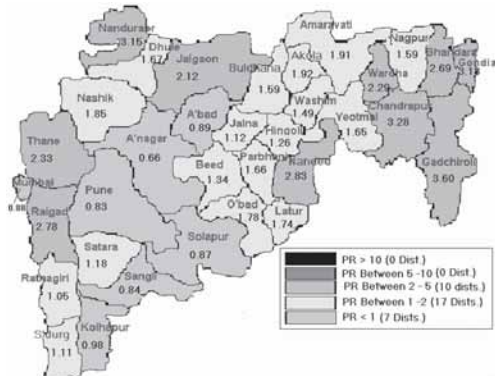 Amaravati
1.91
Nandurbar
3.15
Dhule
1.67
Jalgaon
2.12
Buldhana
1.59
Akola
1.92
Nagpur
1.59
Bhandara
2.69
Gondia
Wardha
2.29
Washim
1.49
Chandrapur
3.28
Nashik
1.85
A'bad
0.89
Jalna
1.12
Hingoli
1.26
Yeotmal
1.65
Gadchiroli
3.60
Thane
2.33
A'nagar
0.66
Beed
1.34
Parbhani
1.66
Naneed
2.83
Mumbai
Raigad
2.78
Pune
0.83
O'bad
1.78
Latur
1.74
Satara
1.18
Solapur
0.87
Ratnagiri
1.05
Sangli
0.84
S'durg
1.11
Kolhapur
0.98
PR > 10 (0 Dist.)
PR Between 5 -10 (0 Dist.)
PR Between 2 - 5 (10 dists.)
PR Between 1 -2 (17 Dists.)
PR < 1 (7 Dists.)